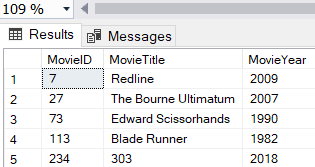 109 %
Results Messages
MovieID MovieTitle MovieYear
1 7 Redline 2009
2 27 The Bourne Ultimatum 2007
3 73 Edward Scissorhands 1990
4 113 Blade Runner 1982
5 234 303 2018